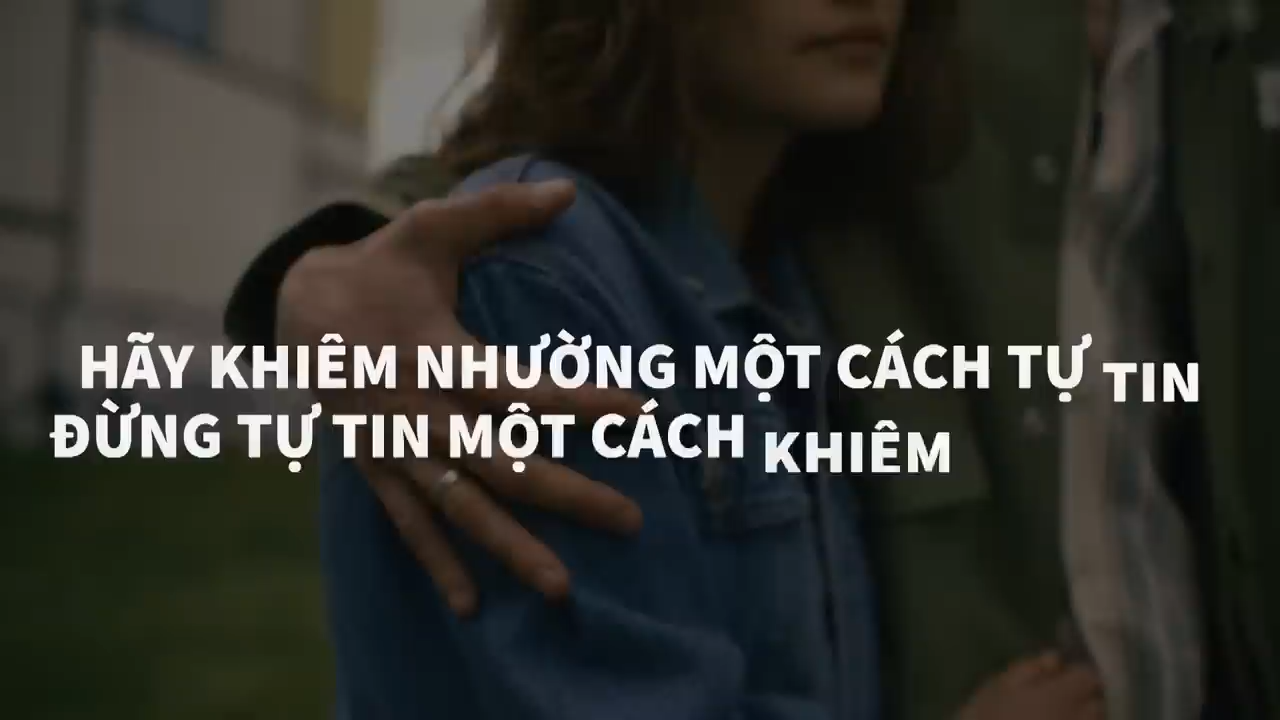 HÃY KHIÊM NHƯỜNG MỘT CÁCH TỰ TIN
ĐỪNG TỰ TIN MỘT CÁCH KHIÊM